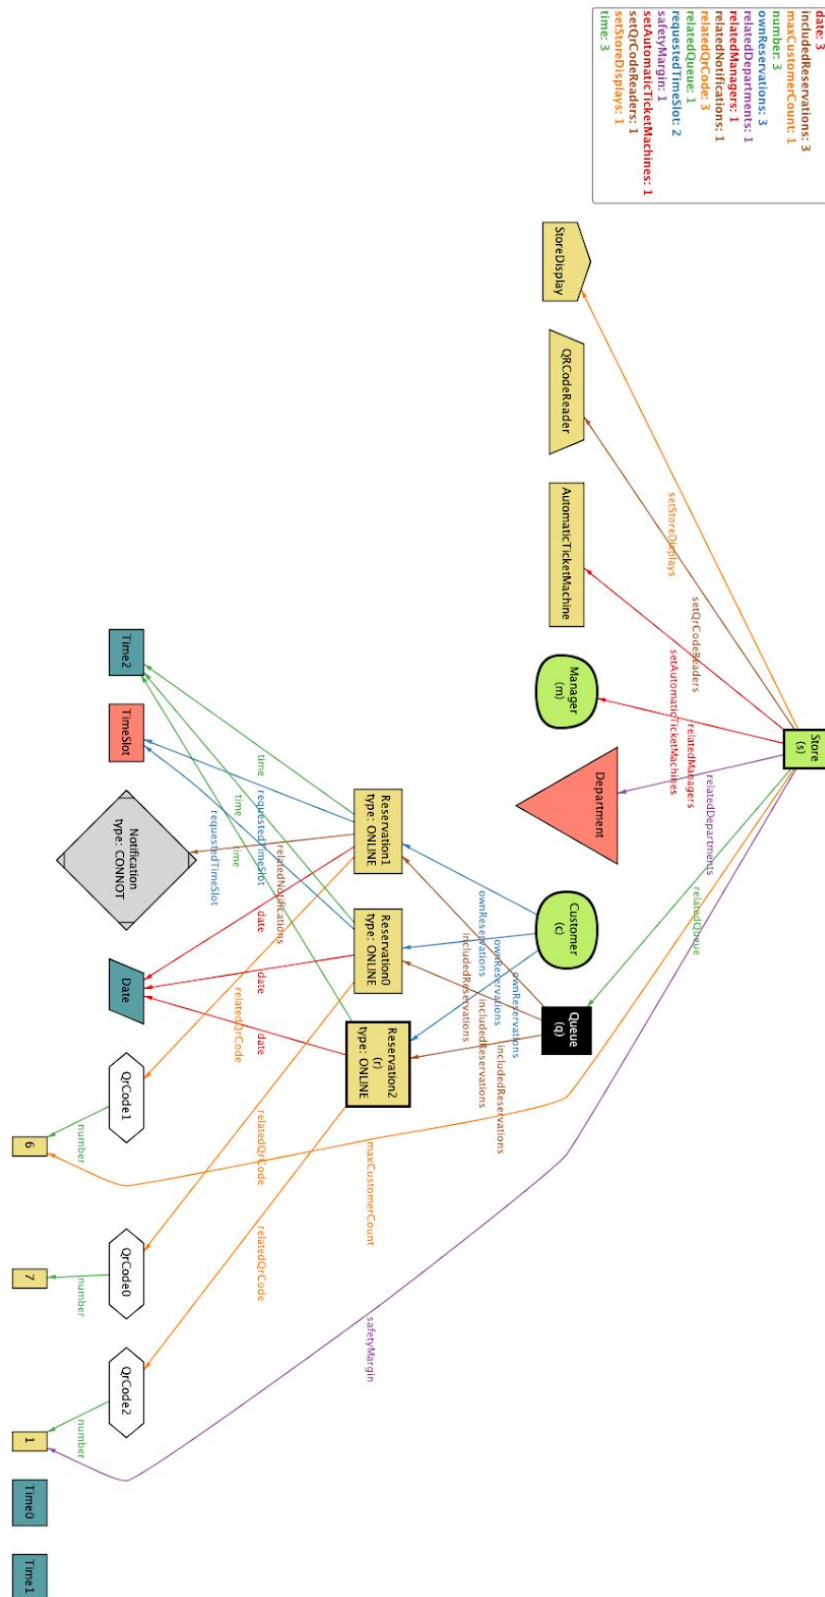 date: 3
includedReservations: 3
maxCustomerCount: 1
number: 3
ownReservations: 3
relatedDepartments: 1
relatedManagers: 1
relatedNotifications: 1
relatedQrCode: 3
relatedQueue: 1
requestedTimeSlot: 2
safetyMargin: 1
setAutomaticTicketMachines: 1
setQrCodeReaders: 1
setStoreDisplays: 1
time: 3
Store
(s)
setStoreDisplays
setQrCodeReaders
setAutomaticTicketMachines
relatedManagers
relatedDepartments
relatedQueue
StoreDisplay
QRCodeReader
AutomaticTicketMachine
Manager
(m)
Department
Customer
(c)
Queue
(q)
ownReservations
ownReservations
ownReservations
includedReservations
includedReservations
includedReservations
Reservation1
type: ONLINE
Reservation0
type: ONLINE
Reservation2
(r)
type: ONLINE
maxCustomerCount
safetyMargin
time
time
time
requestedTimeSlot
requestedTimeSlot
relatedNotifications
date
date
date
relatedQrCode
relatedQrCode
relatedQrCode
Time2
TimeSlot
Notification
type: CONNOT
Date
QrCode1
QrCode0
QrCode2
number
number
number
6
7
1
Time0
Time1